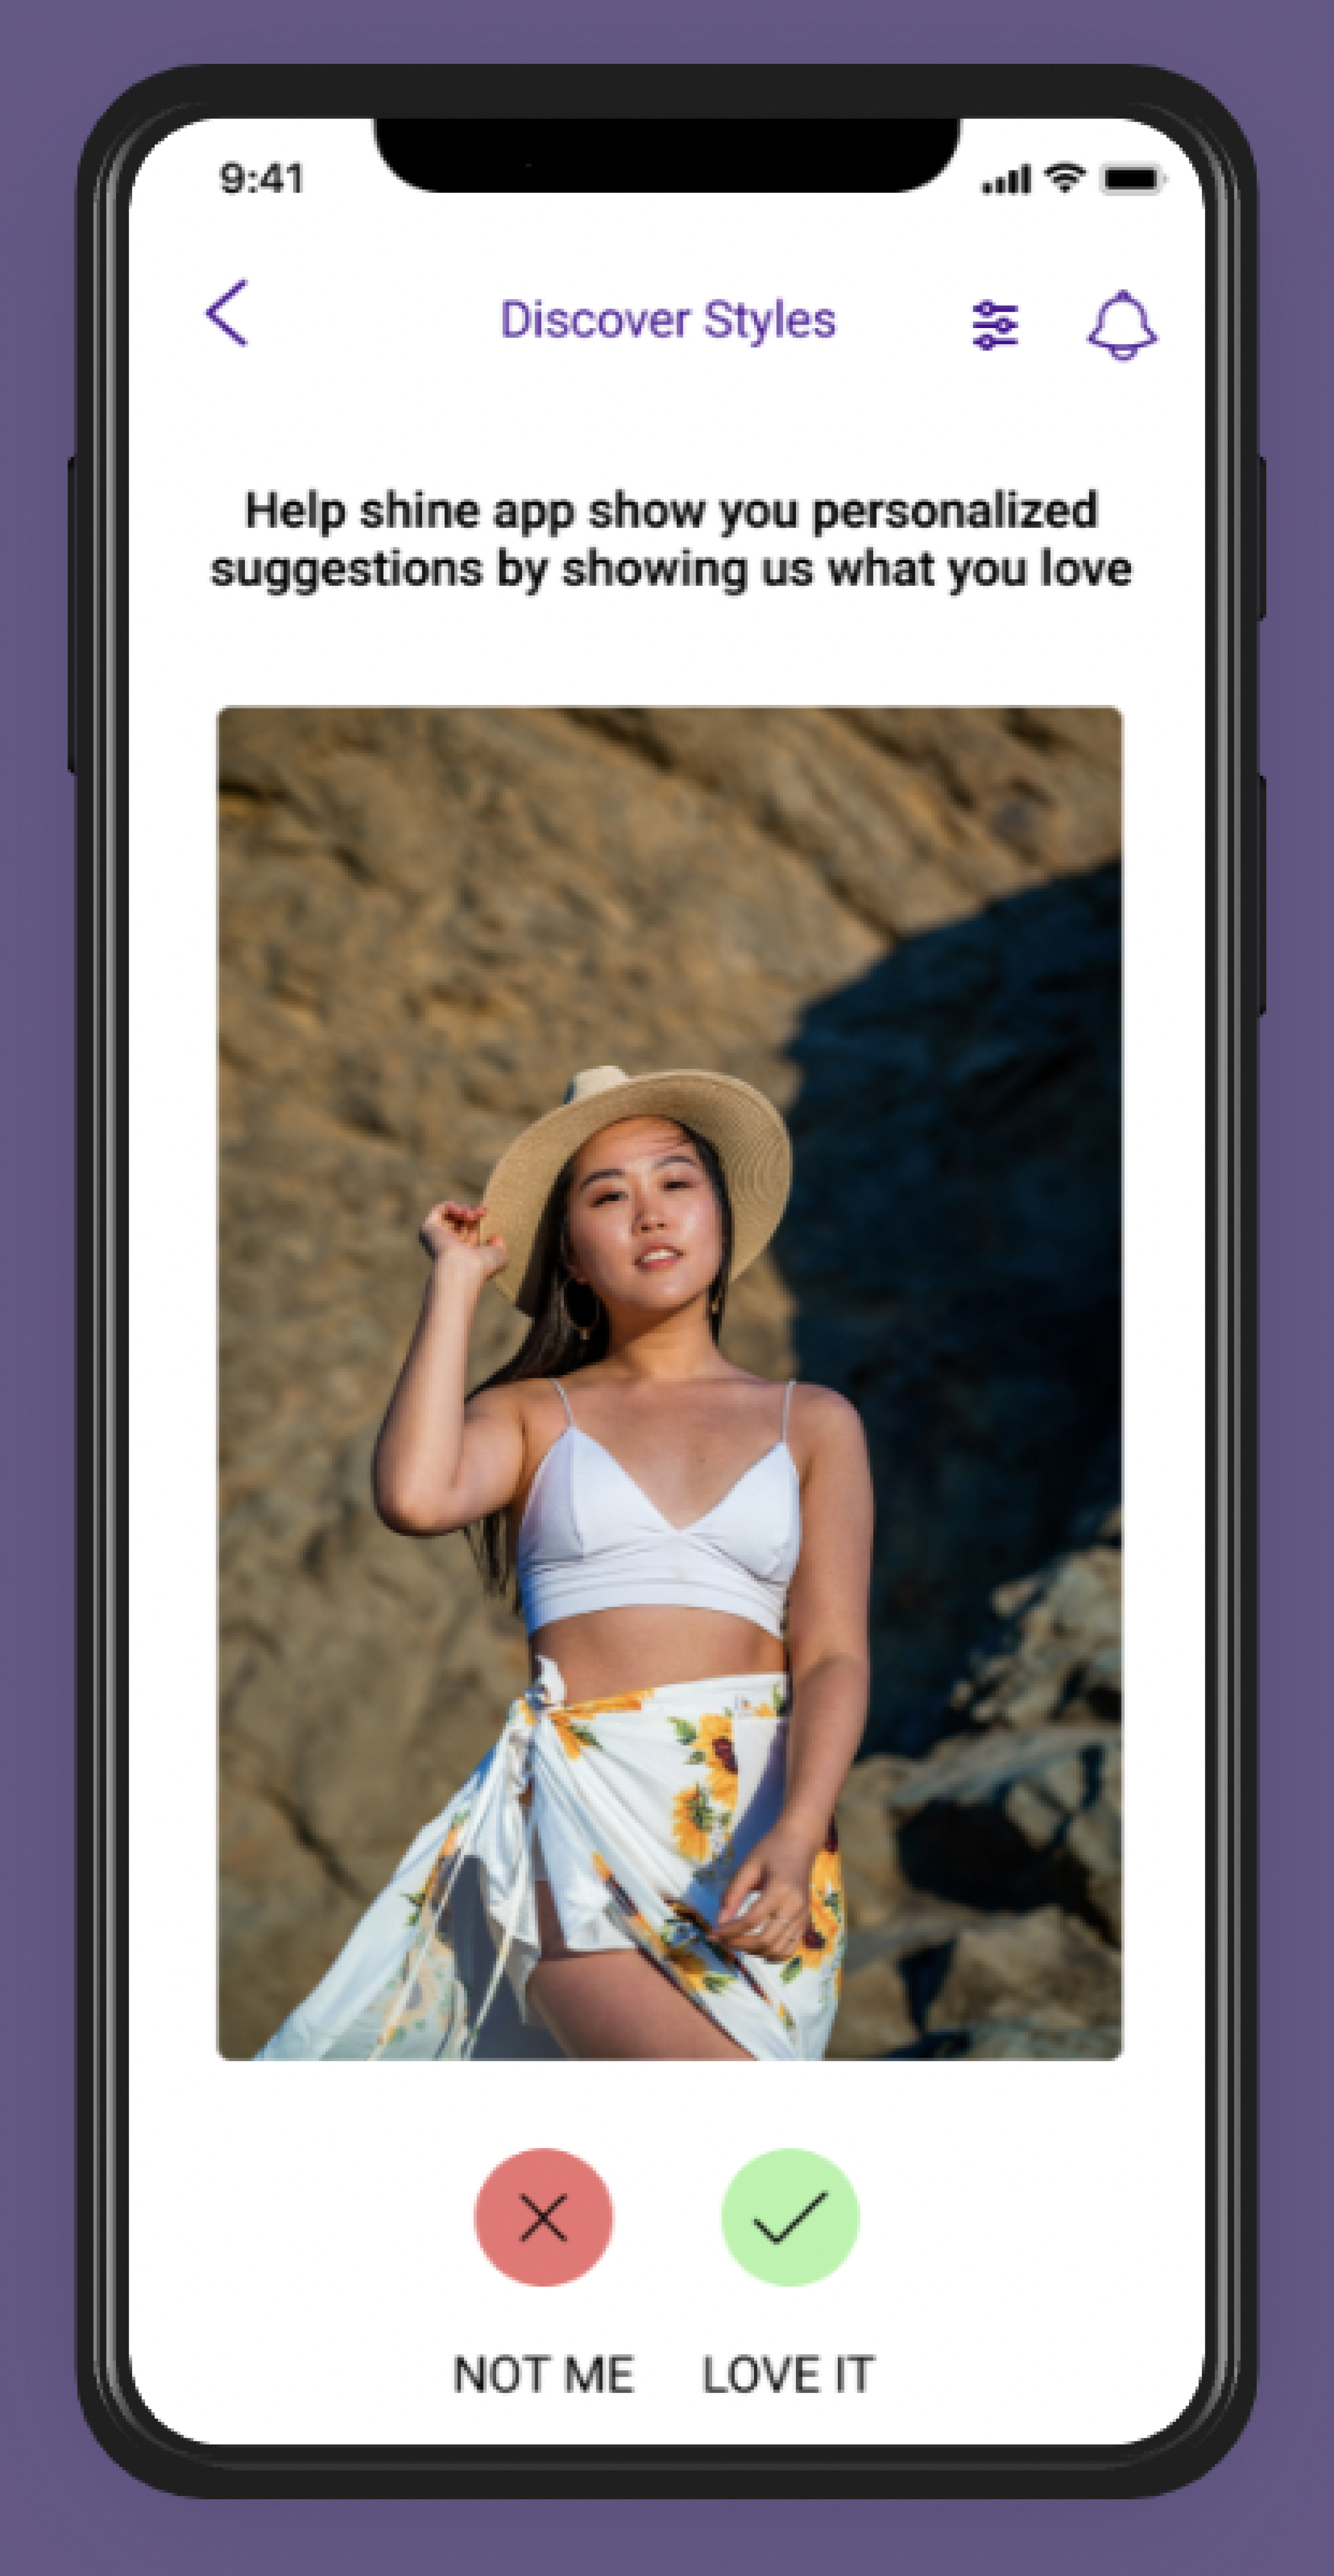 9:41
Discover Styles
Help shine app show you personalized
suggestions by showing us what you love
NOT ME
LOVE IT